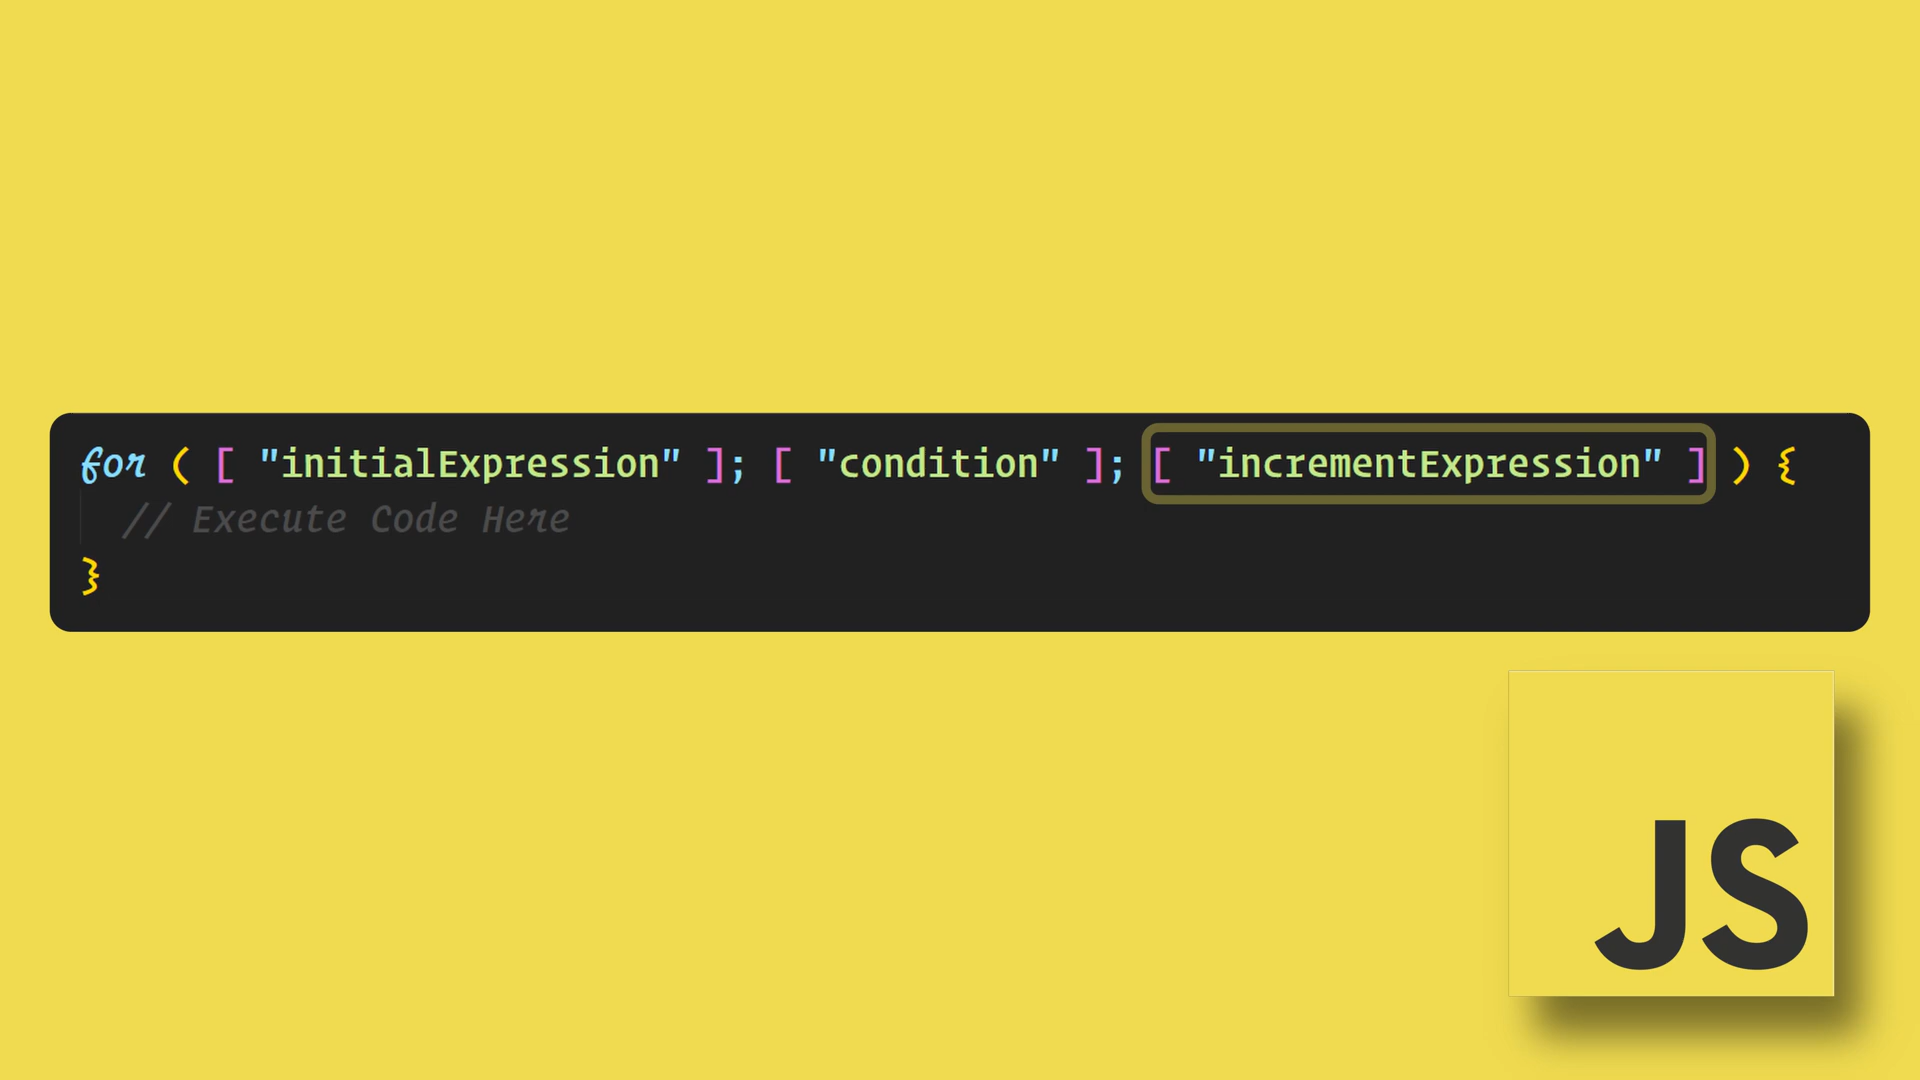 for ( [ "initialExpression" ]; [ "condition" ]; [ "incrementExpression" ] ) {
// Execute Code Here
}
JS